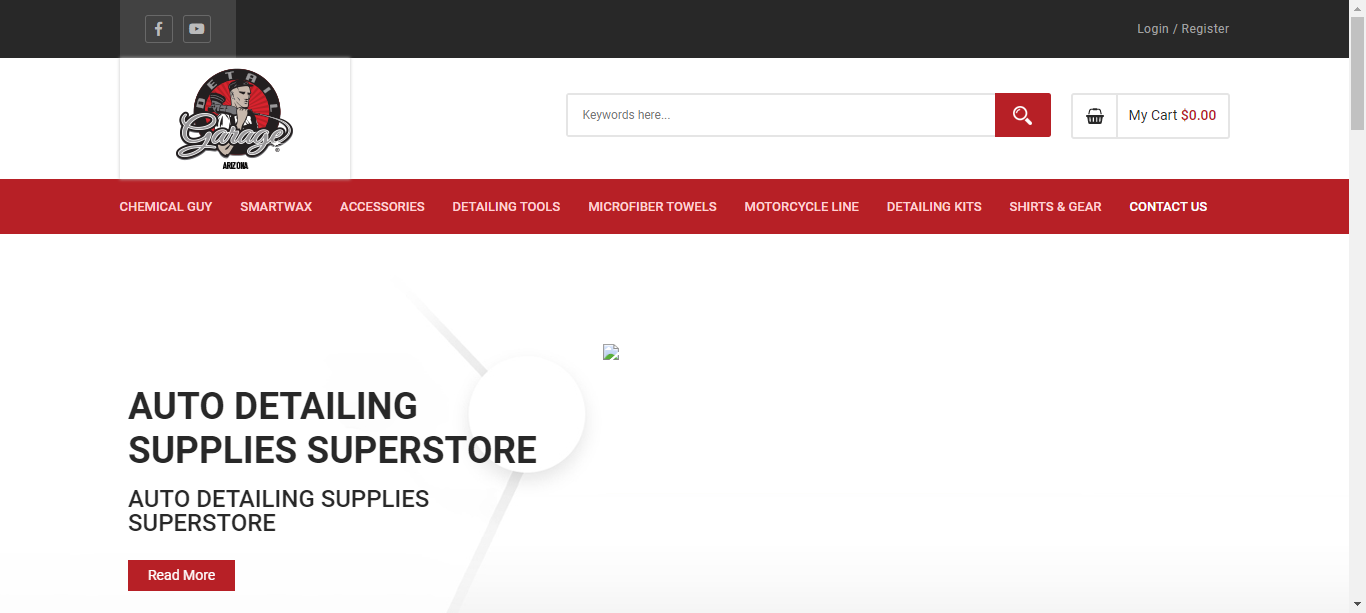 Login / Register
DETAIL
Garage
ARIZONA
Keywords here...
My Cart $0.00
CHEMICAL GUY SMARTWAX ACCESSORIES DETAILING TOOLS MICROFIBER TOWELS MOTORCYCLE LINE DETAILING KITS SHIRTS & GEAR CONTACT US
AUTO DETAILING
SUPPLIES SUPERSTORE
AUTO DETAILING SUPPLIES
SUPERSTORE
Read More